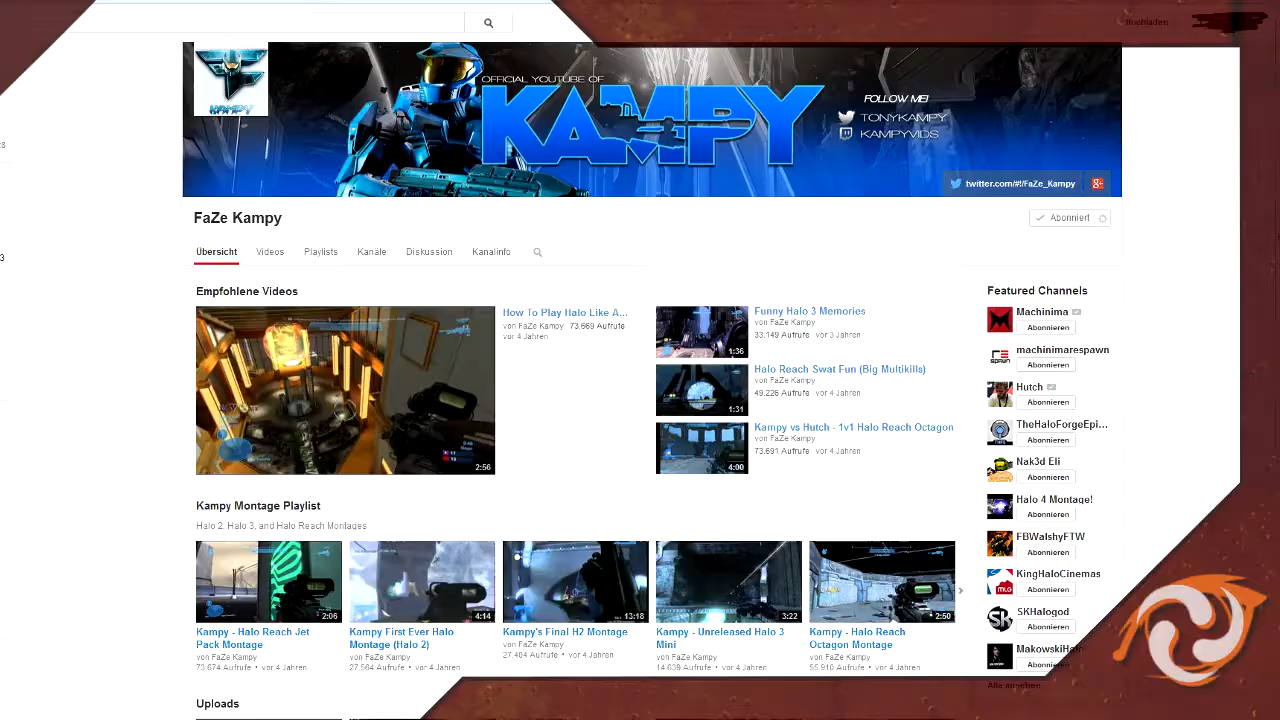 Hochladen
OFFICIAL YOUTUBE OF
KAMPY
FOLLOW ME!
TONYKAMPY
KAMPYVIDS
twitter.com/#!/FaZe_Kampy
KAMPY
FaZe Kampy
Abonniert
Übersicht Videos Playlists Kanäle Diskussion Kanalinfo
Empfohlene Videos
2:56
How To Play Halo Like A...
von FaZe Kampy 73.669 Aufrufe
vor 4 Jahren
1:36
Funny Halo 3 Memories
von FaZe Kampy
33.149 Aufrufe vor 3 Jahren
1:31
Halo Reach Swat Fun (Big Multikills)
von FaZe Kampy
49.226 Aufrufe vor 4 Jahren
4:00
Kampy vs Hutch - 1v1 Halo Reach Octagon
von FaZe Kampy
73.691 Aufrufe vor 4 Jahren
Kampy Montage Playlist
Halo 2, Halo 3, and Halo Reach Montages
2:06
Kampy - Halo Reach Jet
Pack Montage
von FaZe Kampy
73.674 Aufrufe • vor 4 Jahren
4:14
Kampy First Ever Halo
Montage (Halo 2)
von FaZe Kampy
27.564 Aufrufe • vor 4 Jahren
13:18
Kampy's Final H2 Montage
von FaZe Kampy
27.484 Aufrufe • vor 4 Jahren
3:22
Kampy - Unreleased Halo 3
Mini
von FaZe Kampy
14.639 Aufrufe • vor 4 Jahren
2:50
Kampy - Halo Reach
Octagon Montage
von FaZe Kampy
55.910 Aufrufe • vor 4 Jahren
Uploads
Featured Channels
Machinima
Abonnieren
machinimarespawn
Abonnieren
Hutch
Abonnieren
TheHaloForgeEpi...
Abonnieren
Nak3d Eli
Abonnieren
Halo 4 Montage!
Abonnieren
FBWalshyFTW
Abonnieren
KingHaloCinemas
Abonnieren
SKHalogod
Abonnieren
MakowskiHalo
Abonnieren
Alle ansehen